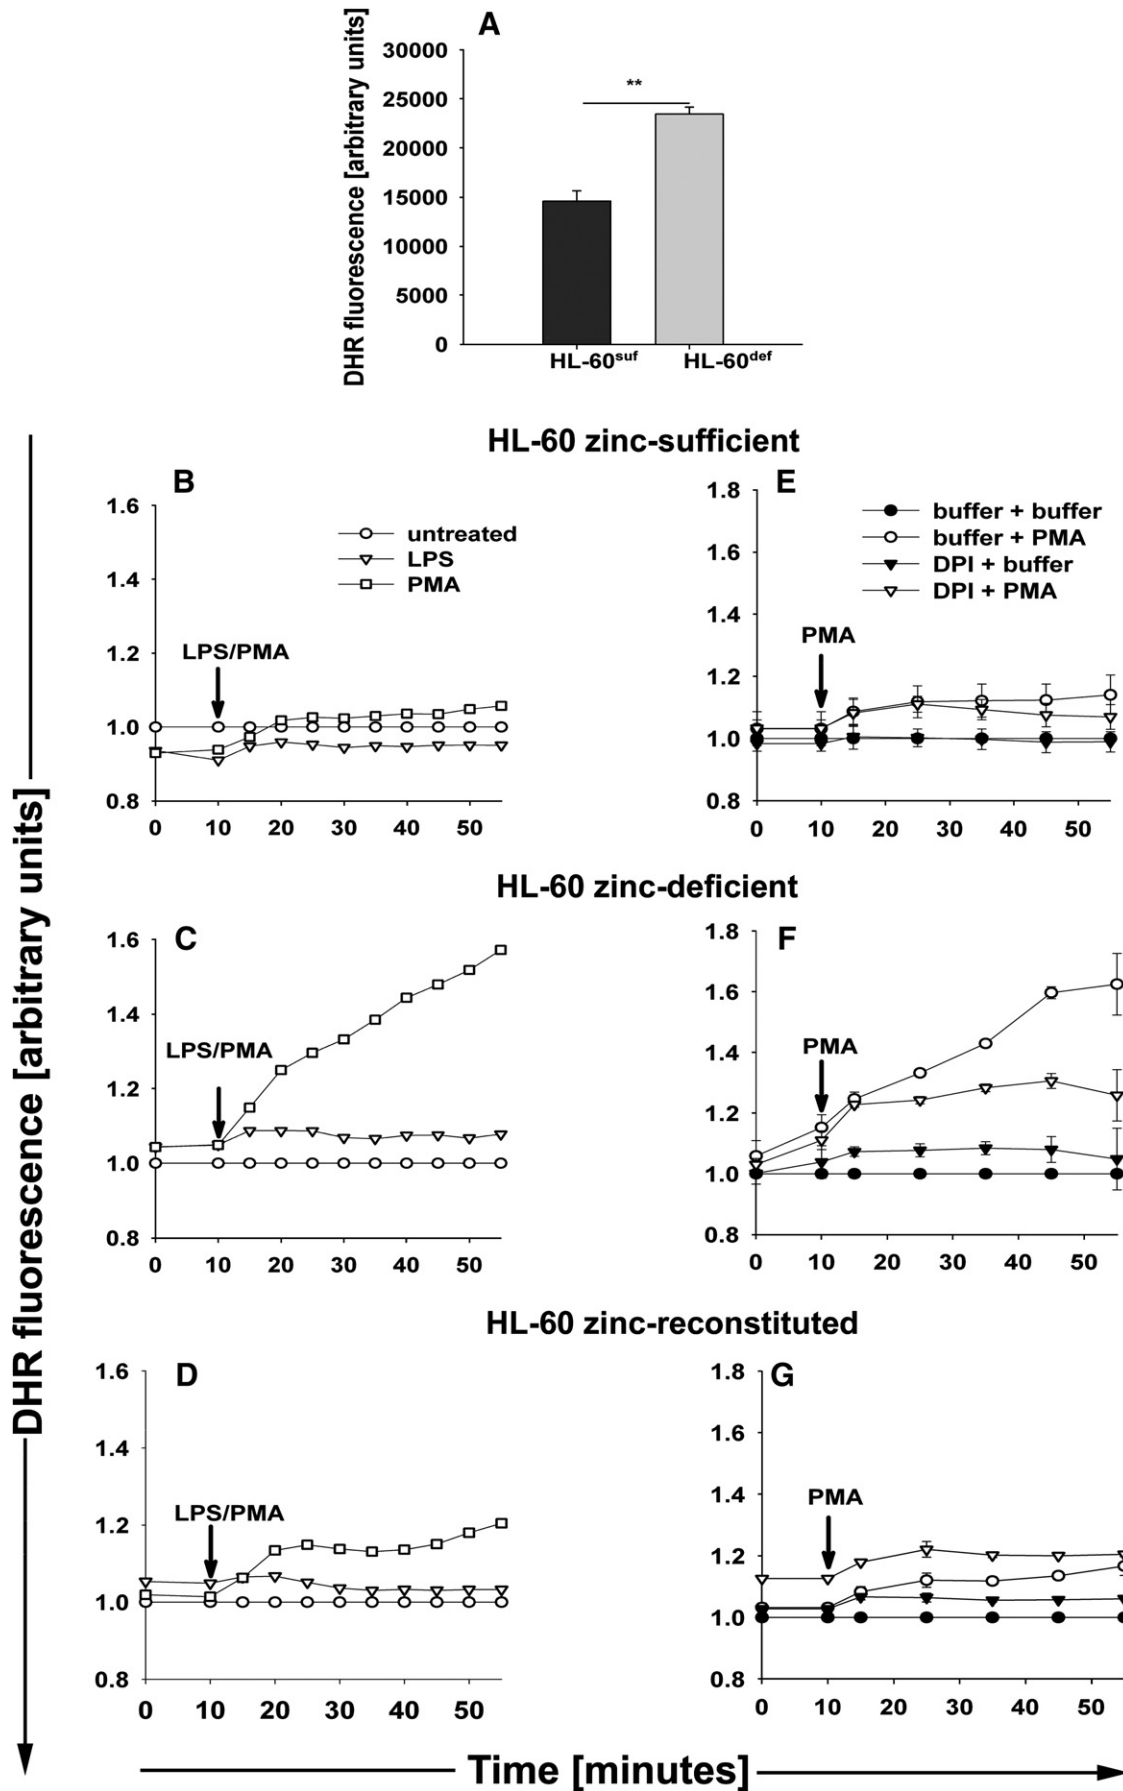 A
DHR fluorescence [arbitrary units]
30000
25000
20000
15000
10000
5000
0
**
HL-60suf HL-60def
HL-60 zinc-sufficient
B
1.6
1.4
1.2
1.0
0.8
untreated
LPS
PMA
LPS/PMA
0 10 20 30 40 50
E
1.8
1.6
1.4
1.2
1.0
0.8
buffer + buffer
buffer + PMA
DPI + buffer
DPI + PMA
PMA
0 10 20 30 40 50
HL-60 zinc-deficient
C
1.6
1.4
1.2
1.0
0.8
LPS/PMA
0 10 20 30 40 50
F
1.8
1.6
1.4
1.2
1.0
0.8
PMA
0 10 20 30 40 50
HL-60 zinc-reconstituted
D
1.6
1.4
1.2
1.0
0.8
LPS/PMA
0 10 20 30 40 50
G
1.8
1.6
1.4
1.2
1.0
0.8
PMA
0 10 20 30 40 50
DHR fluorescence [arbitrary units]
Time [minutes]